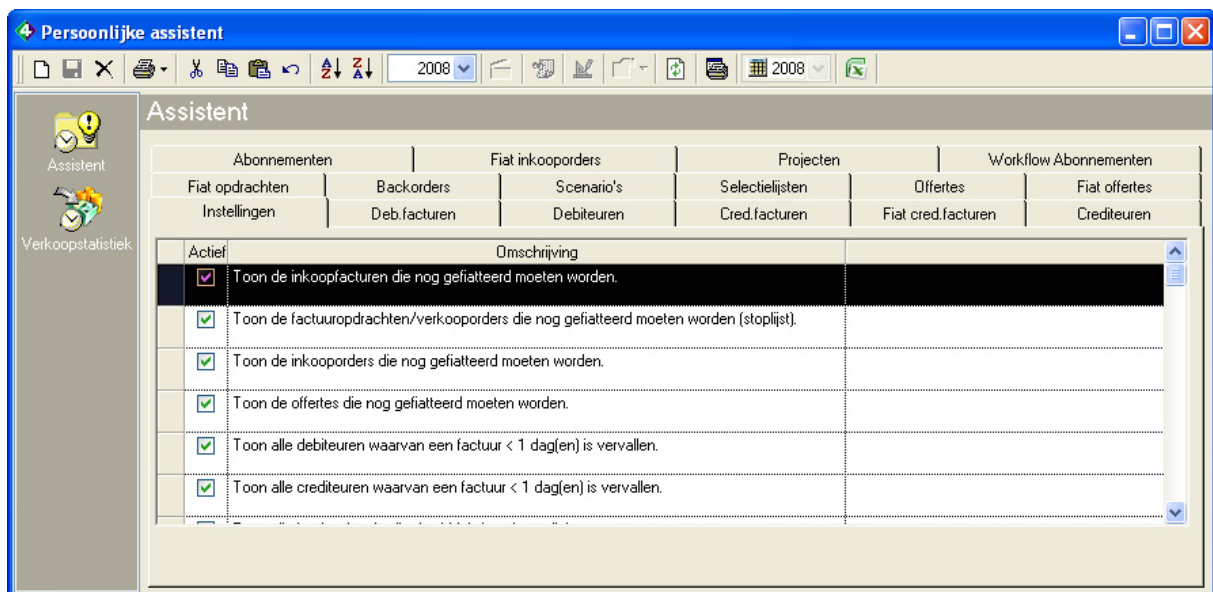 Persoonlijke assistent
2008 2008
Assistent
Assistent
Verkoopstatistiek
Abonnementen Fiat inkooporders Projecten Workflow Abonnementen
Fiat opdrachten Backorders Scenario's Selectielijsten Offertes Fiat offertes
Instellingen Deb.facturen Debiteuren Cred.facturen Fiat cred.facturen Crediteuren
Actief Omschrijving
Toon de inkoopfacturen die nog gefiatteerd moeten worden.
Toon de factuuropdrachten/verkooporders die nog gefiatteerd moeten worden (stoplijst).
Toon de inkooporders die nog gefiatteerd moeten worden.
Toon de offertes die nog gefiatteerd moeten worden.
Toon alle debiteuren waarvan een factuur < 1 dag(en) is vervallen.
Toon alle crediteuren waarvan een factuur < 1 dag(en) is vervallen.